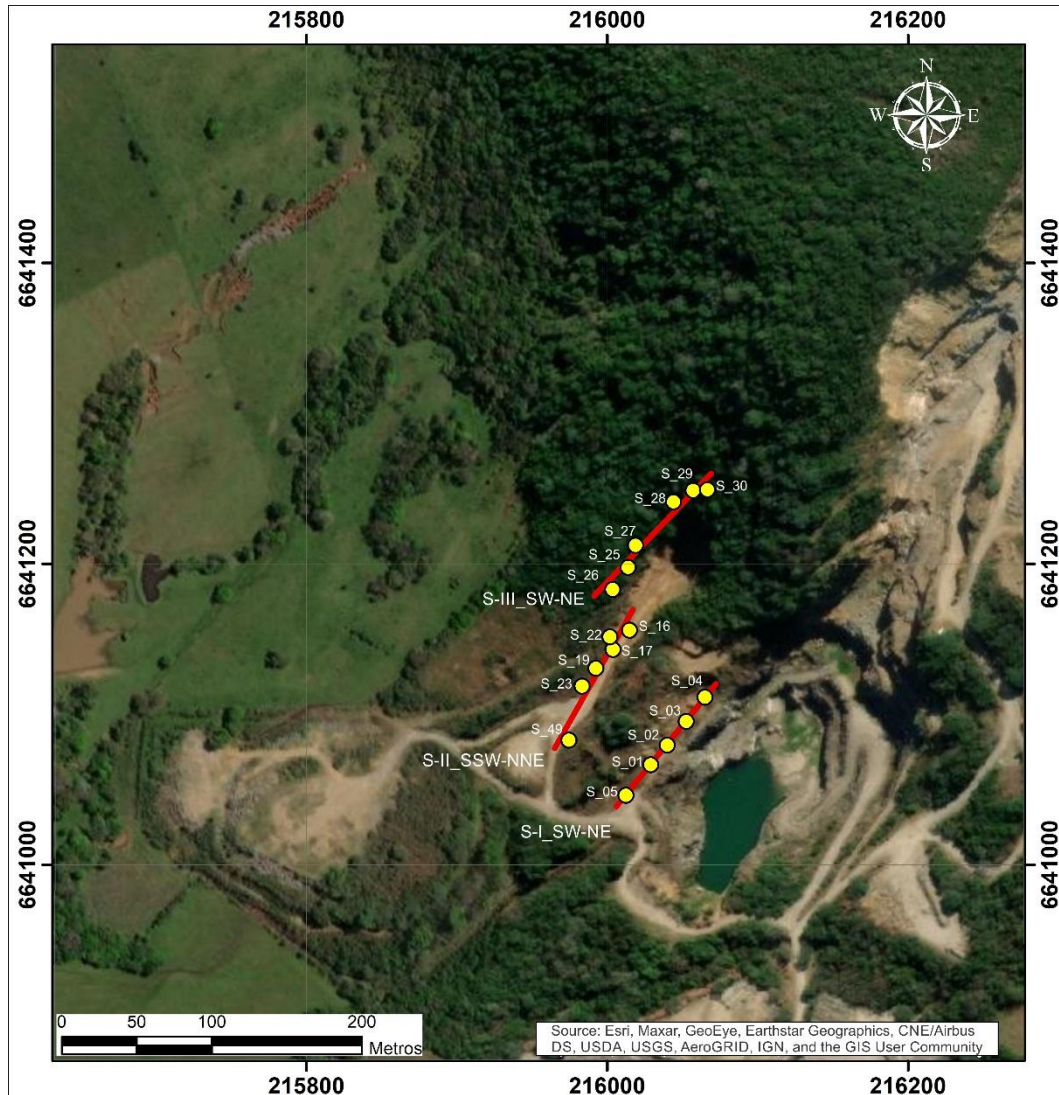 215800 216000 216200
N
W E
S
6641400 6641400
S_29
S_30
S_28
S_27
S_25
6641200 6641200
S_26
S-III_SW-NE
S_16
S_22
S_17
S_19
S_23
S_04
S_03
S_49
S_02
S-II_SSW-NNE
S_01
S_05
S-I_SW-NE
6641000 6641000
0 50 100 200
Metros
Source: Esri, Maxar, GeoEye, Earthstar Geographics, CNE/Airbus
DS, USDA, USGS, AeroGRID, IGN, and the GIS User Community
215800 216000 216200